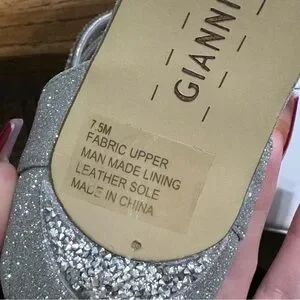 GIANNI
7.5M
FABRIC UPPER
MAN MADE LINING
LEATHER SOLE
MADE IN CHINA